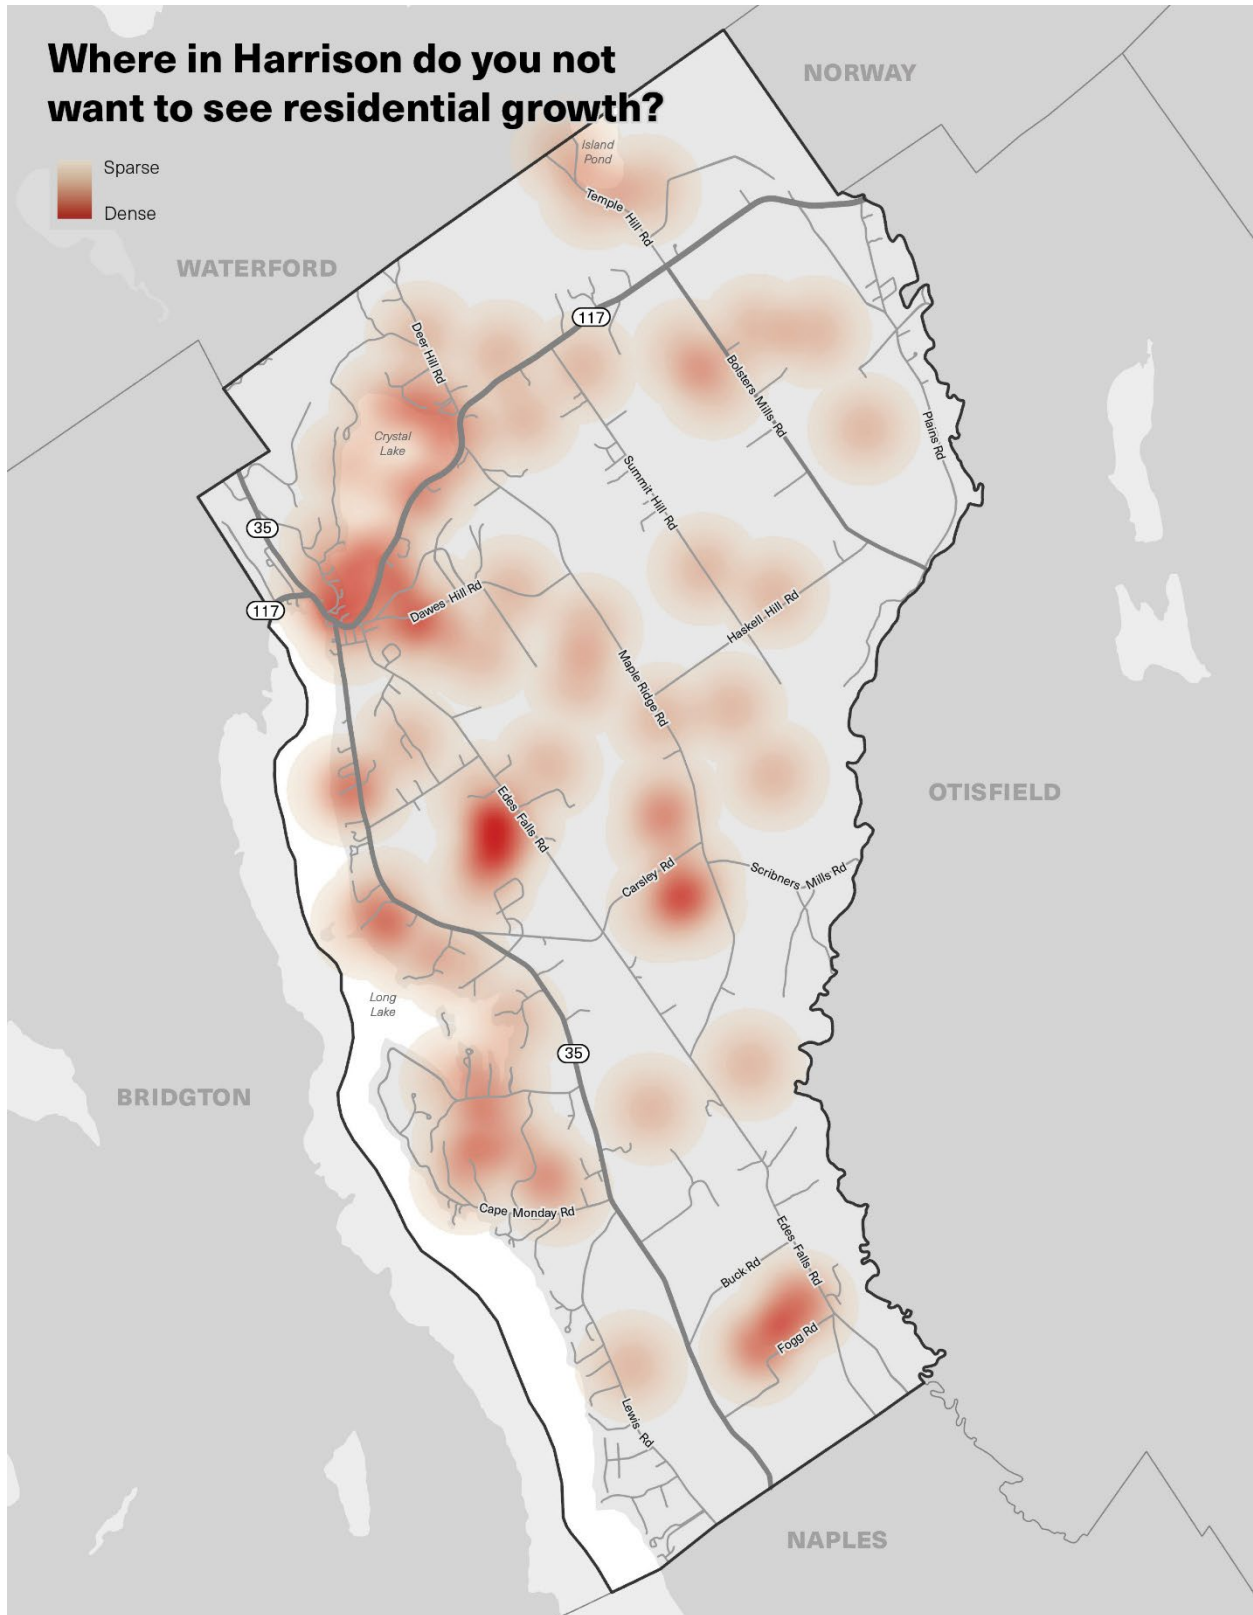 Where in Harrison do you not
want to see residential growth?
Sparse
Dense
NORWAY
Island
Pond
Temple Hill Rd
WATERFORD
117
Deer Hill Rd
Bolsters Mills Rd
Plains Rd
Crystal
Lake
Summit Hill Rd
35
117
Dawes Hill Rd
Haskell Hill Rd
Maple Ridge Rd
OTISFIELD
Edes Falls Rd
Carsley Rd
Scribners Mills Rd
Long
Lake
35
BRIDGTON
Cape Monday Rd
Edes Falls Rd
Buck Rd
Fogg Rd
Lewis Rd
NAPLES